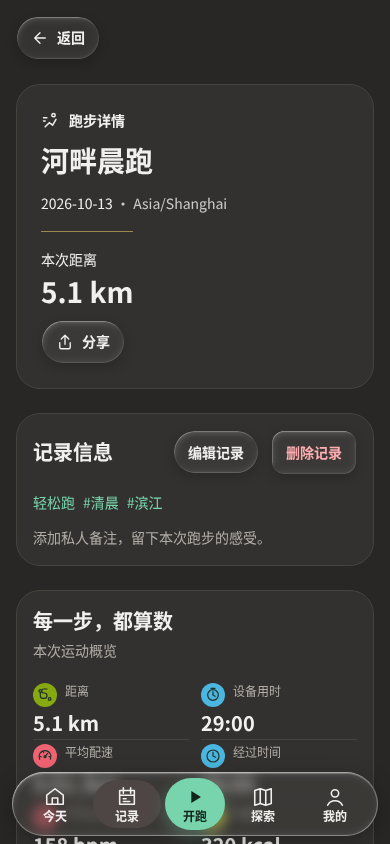 返回
跑步详情
河畔晨跑
2026-10-13 • Asia/Shanghai
本次距离
5.1 km
分享
记录信息
编辑记录
删除记录
轻松跑 #清晨 #滨江
添加私人备注，留下本次跑步的感受。
每一步，都算数
本次运动概览
距离
设备用时
5.1 km
29:00
平均配速
经过时间
今天
记录
开跑
探索
我的
158 bpm
320 kcal